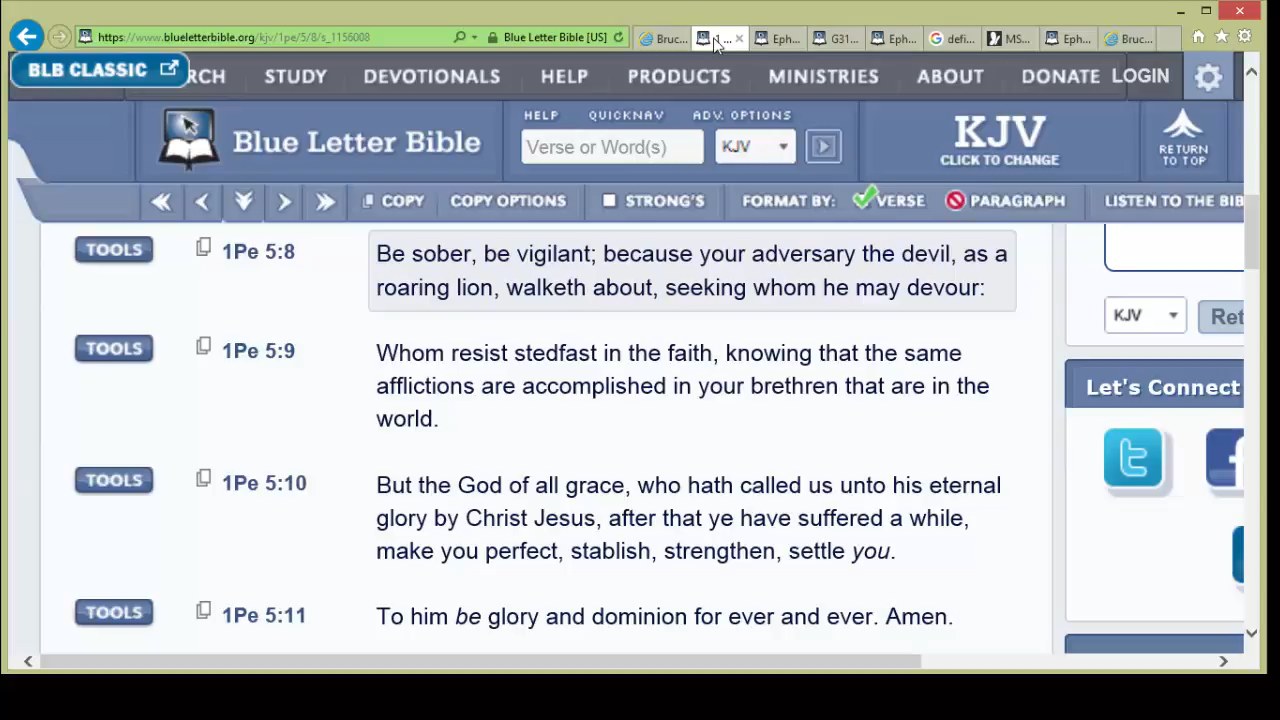 https://www.blueletterbible.org/kjv/1pe/5/8/s_1156008
Blue Letter Bible [US]
Bruc...
...
Eph...
G31...
Eph...
defi...
MS...
Eph...
Bruc...
BLB CLASSIC
RCH
STUDY
DEVOTIONALS
HELP
PRODUCTS
MINISTRIES
ABOUT
DONATE
LOGIN
Blue Letter Bible
HELP
QUICKNAV
ADV. OPTIONS
Verse or Word(s)
KJV
KJV
CLICK TO CHANGE
RETURN
TO TOP
COPY
COPY OPTIONS
STRONG'S
FORMAT BY:
VERSE
PARAGRAPH
LISTEN TO THE BIB
TOOLS
1Pe 5:8
Be sober, be vigilant; because your adversary the devil, as a
roaring lion, walketh about, seeking whom he may devour:
TOOLS
1Pe 5:9
Whom resist stedfast in the faith, knowing that the same
afflictions are accomplished in your brethren that are in the
world.
TOOLS
1Pe 5:10
But the God of all grace, who hath called us unto his eternal
glory by Christ Jesus, after that ye have suffered a while,
make you perfect, stablish, strengthen, settle you.
TOOLS
1Pe 5:11
To him be glory and dominion for ever and ever. Amen.
KJV
Ret
Let's Connect